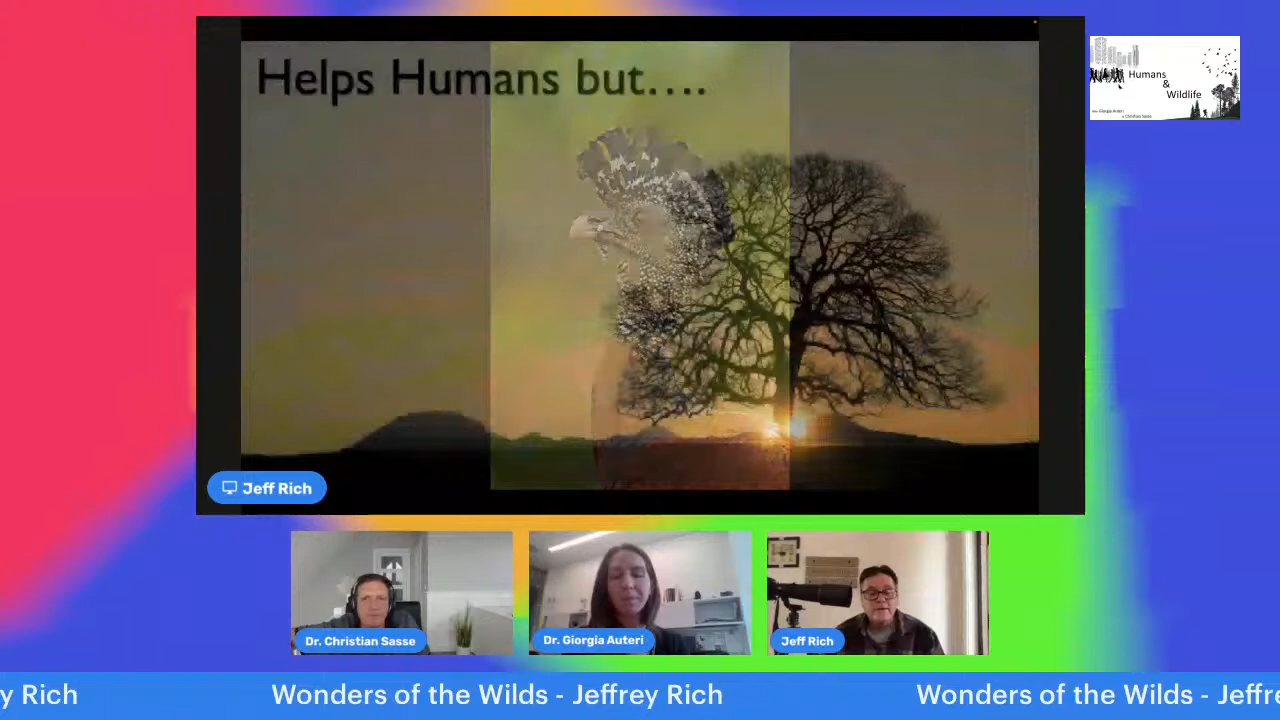 Helps Humans but....
Humans
&
Wildlife
Jeff Rich
Dr. Christian Sasse
Dr. Giorgia Auteri
Jeff Rich
y Rich
Wonders of the Wilds - Jeffrey Rich
Wonders of the Wilds - Jeffre